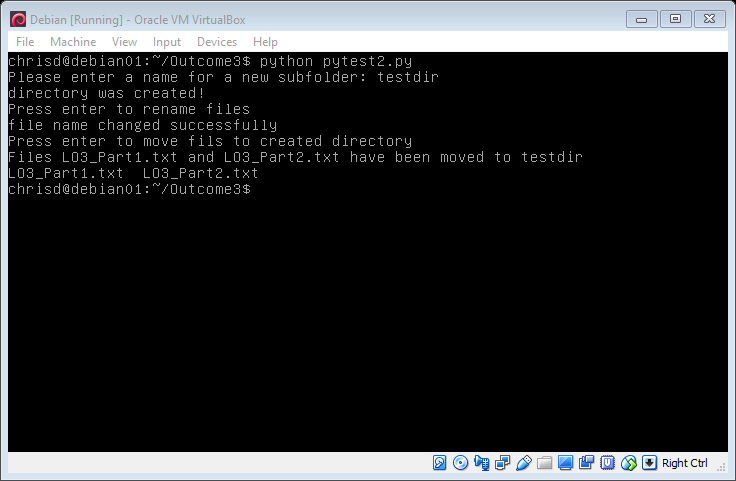 Debian [Running] - Oracle VM VirtualBox
File Machine View Input Devices Help
chrisd@debian01:~/Outcome3$ python pytest2.py
Please enter a name for a new subfolder: testdir
directory was created!
Press enter to rename files
file name changed successfully
Press enter to move fils to created directory
Files LO3_Part1.txt and LO3_Part2.txt have been moved to testdir
LO3_Part1.txt  LO3_Part2.txt
chrisd@debian01:~/Outcome3$
Right Ctrl